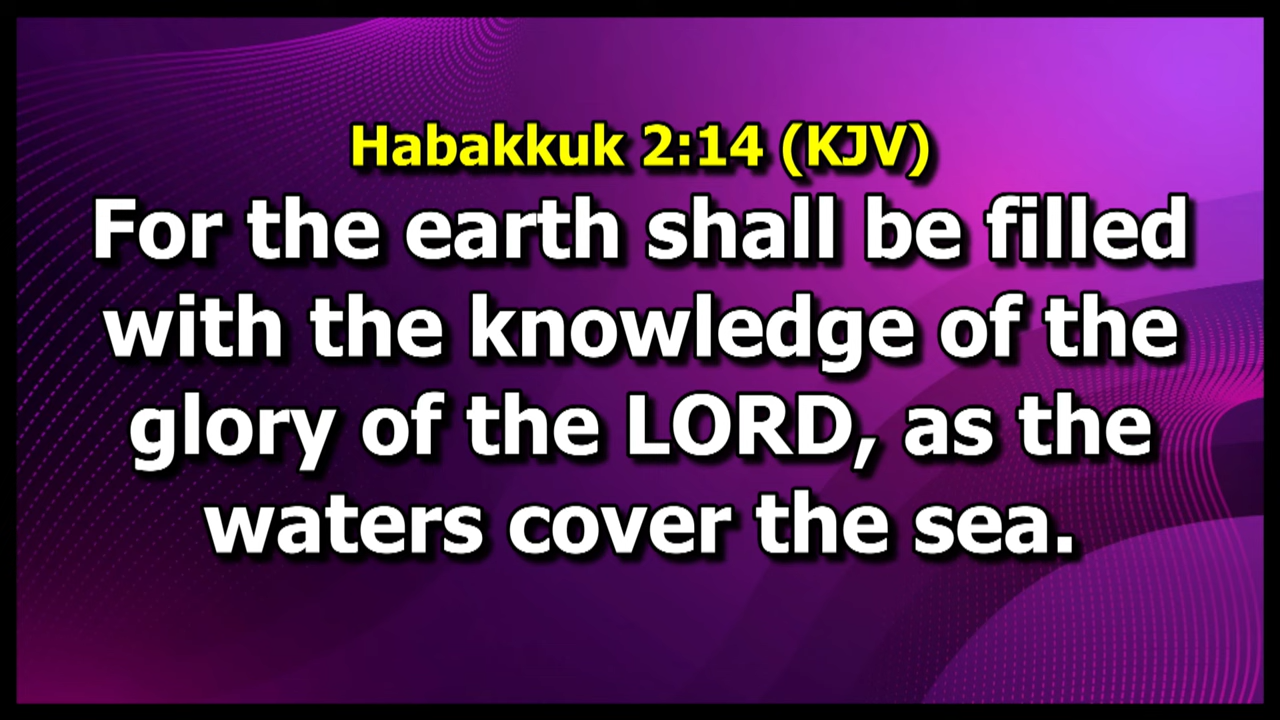 Habakkuk 2:14 (KJV)
For the earth shall be filled
with the knowledge of the
glory of the LORD, as the
waters cover the sea.